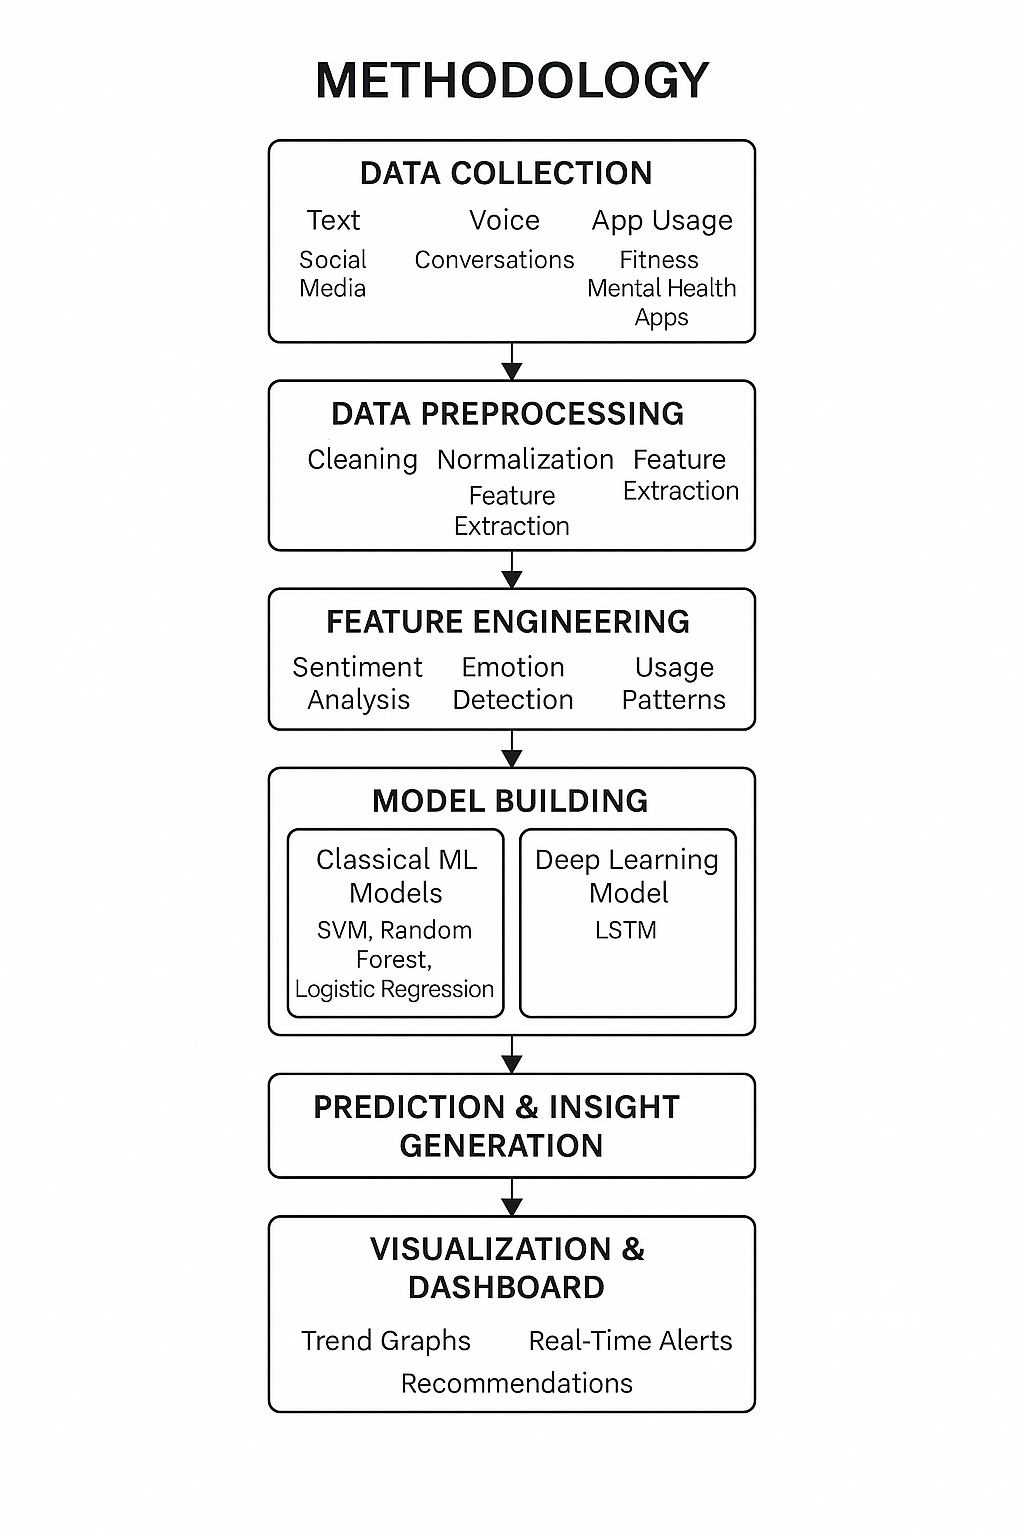 METHODOLOGY
DATA COLLECTION
Text
Social
Media
Voice
Conversations
App Usage
Fitness
Mental Health
Apps
DATA PREPROCESSING
Cleaning
Normalization
Feature
Extraction
Feature
Extraction
FEATURE ENGINEERING
Sentiment
Analysis
Emotion
Detection
Usage
Patterns
MODEL BUILDING
Classical ML
Models
SVM, Random
Forest,
Logistic Regression
Deep Learning
Model
LSTM
PREDICTION & INSIGHT
GENERATION
VISUALIZATION &
DASHBOARD
Trend Graphs
Real-Time Alerts
Recommendations